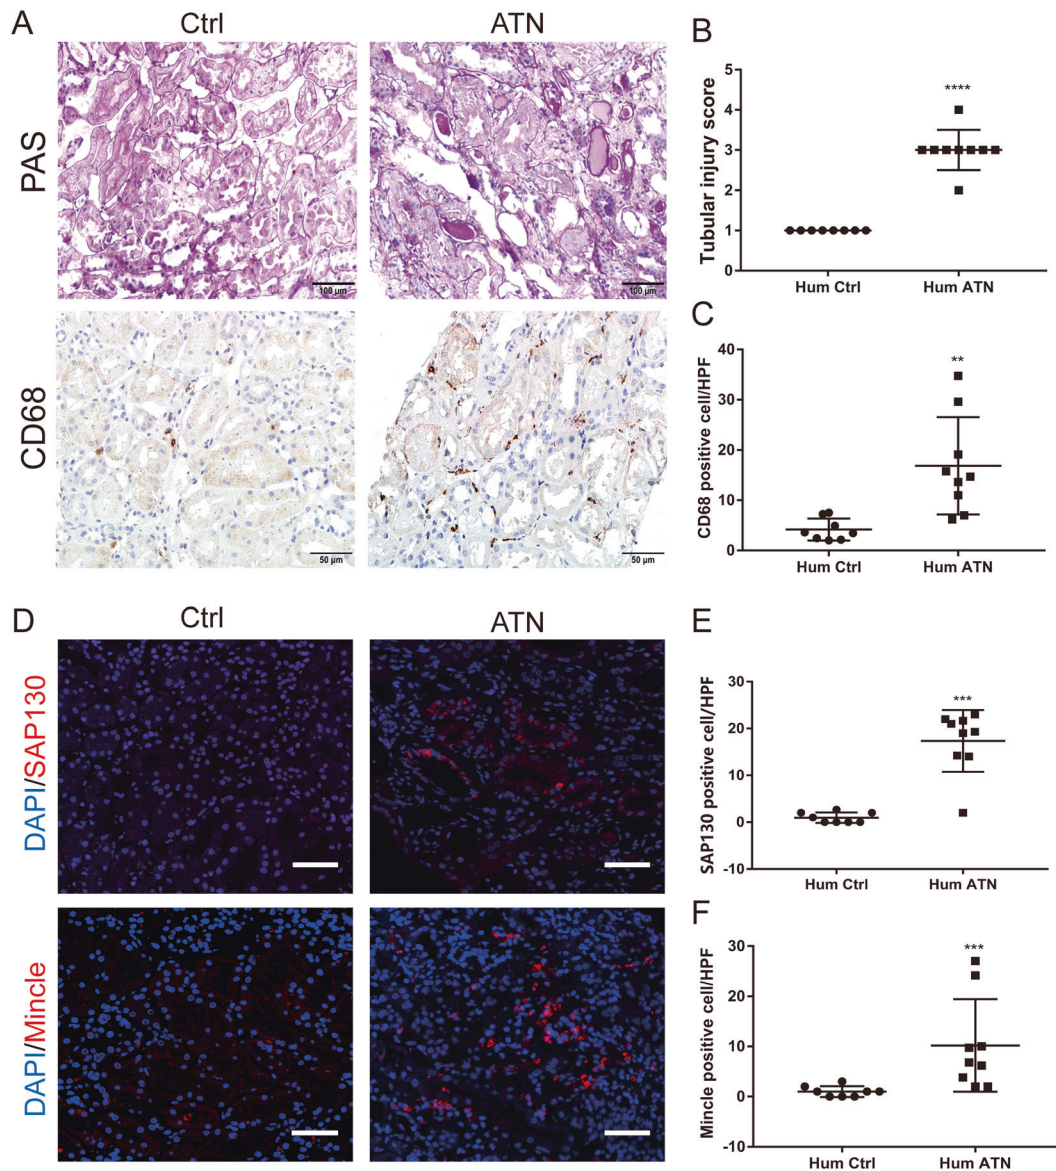 A
Ctrl
ATN
PAS
100 µm
100 µm
CD68
50 µm
50 µm
B
Tubular injury score
5
4
3
2
1
0
****
Hum Ctrl
Hum ATN
C
CD68 positive cell/HPF
40
30
20
10
0
**
Hum Ctrl
Hum ATN
D
Ctrl
ATN
DAPI/SAP130
DAPI/Mincle
E
SAP130 positive cell/HPF
30
20
10
0
-10
***
Hum Ctrl
Hum ATN
F
Mincle positive cell/HPF
30
20
10
0
-10
***
Hum Ctrl
Hum ATN